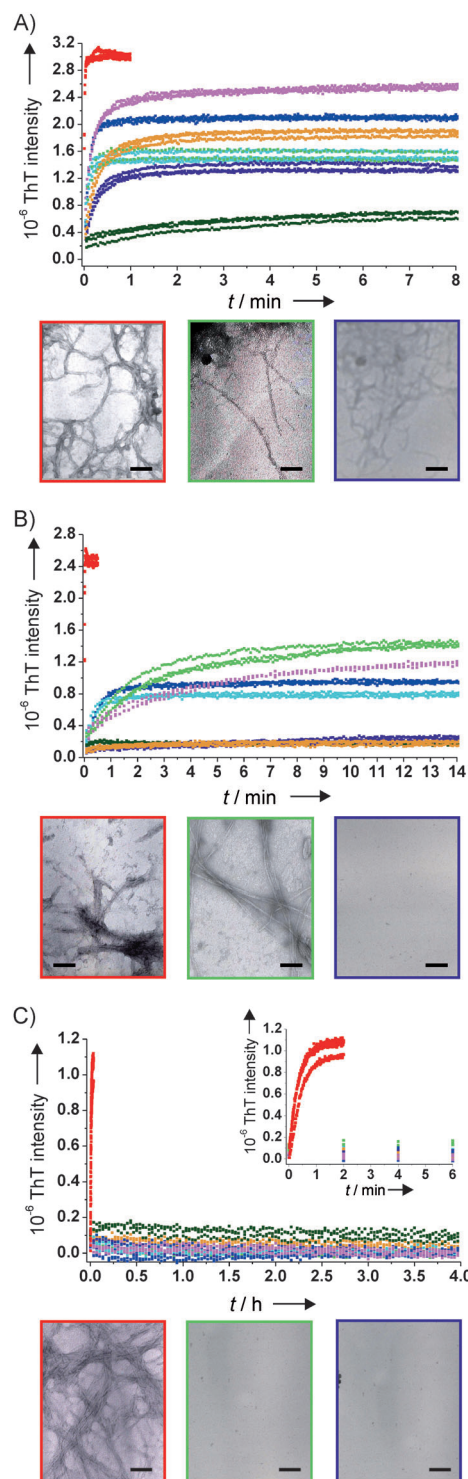 A)
10⁻⁶ ThT intensity
3.2
2.8
2.4
2.0
1.6
1.2
0.8
0.4
0.0
0 1 2 3 4 5 6 7 8
t / min
B)
10⁻⁶ ThT intensity
2.8
2.4
2.0
1.6
1.2
0.8
0.4
0.0
0 1 2 3 4 5 6 7 8 9 10 11 12 13 14
t / min
C)
10⁻⁶ ThT intensity
1.2
1.0
0.8
0.6
0.4
0.2
0.0
0.0 0.5 1.0 1.5 2.0 2.5 3.0 3.5 4.0
t / h
10⁻⁶ ThT intensity
1.2
1.0
0.8
0.6
0.4
0.2
0.0
0 1 2 3 4 5 6
t / min